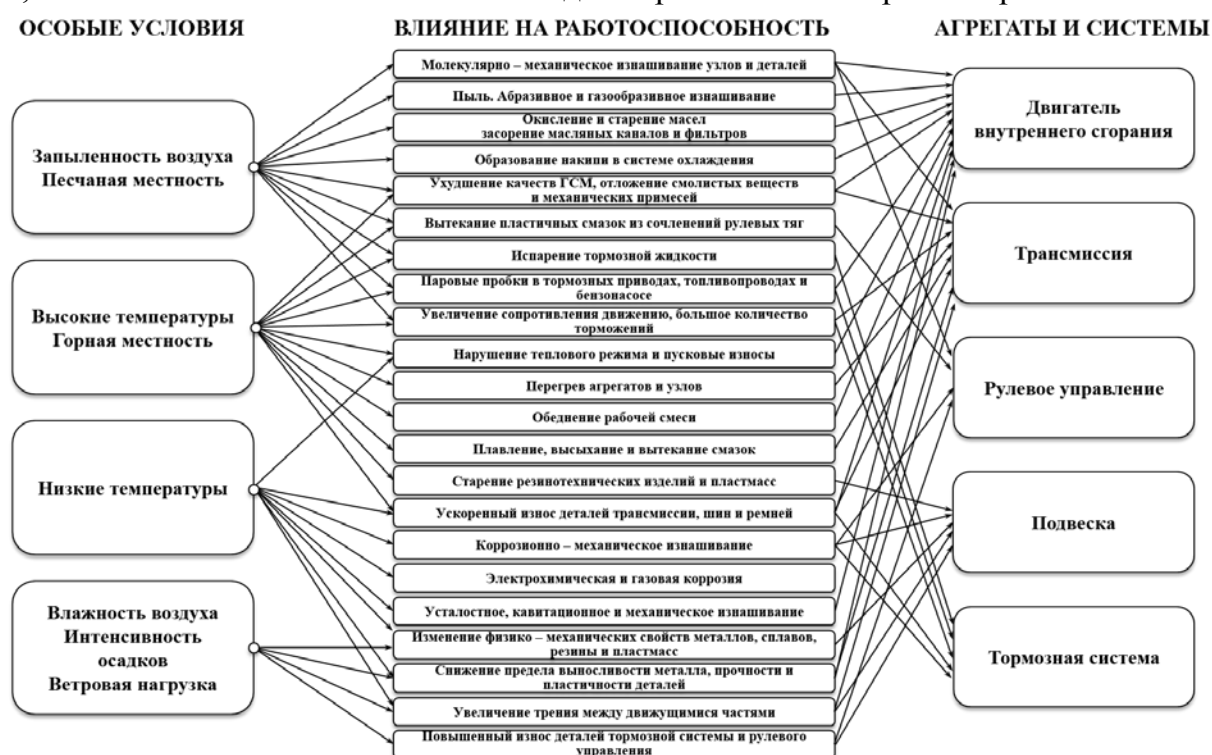 ОСОБЫЕ УСЛОВИЯ
ВЛИЯНИЕ НА РАБОТОСПОСОБНОСТЬ
АГРЕГАТЫ И СИСТЕМЫ
Запыленность воздуха
Песчаная местность
Высокие температуры
Горная местность
Низкие температуры
Влажность воздуха
Интенсивность
осадков
Ветровая нагрузка
Молекулярно – механическое изнашивание узлов и деталей
Пыль. Абразивное и газообразивное изнашивание
Окисление и старение масел
засорение масляных каналов и фильтров
Образование накипи в системе охлаждения
Ухудшение качеств ГСМ, отложение смолистых веществ
и механических примесей
Вытекание пластичных смазок из сочленений рулевых тяг
Испарение тормозной жидкости
Паровые пробки в тормозных приводах, топливопроводах и
бензонасосе
Увеличение сопротивления движению, большое количество
торможений
Нарушение теплового режима и пусковые износы
Перегрев агрегатов и узлов
Обеднение рабочей смеси
Плавление, высыхание и вытекание смазок
Старение резинотехнических изделий и пластмасс
Ускоренный износ деталей трансмиссии, шин и ремней
Коррозионно – механическое изнашивание
Электрохимическая и газовая коррозия
Усталостное, кавитационное и механическое изнашивание
Изменение физико – механических свойств металлов, сплавов,
резины и пластмасс
Снижение предела выносливости металла, прочности и
пластичности деталей
Увеличение трения между движущимися частями
Повышенный износ деталей тормозной системы и рулевого
управления
Двигатель
внутреннего сгорания
Трансмиссия
Рулевое управление
Подвеска
Тормозная система